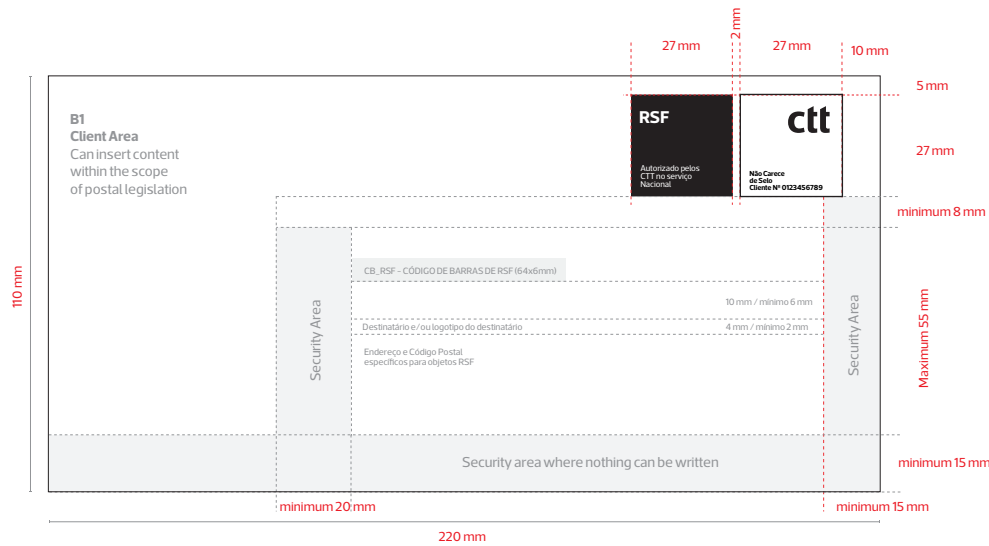 2 mm
27 mm
27 mm
10 mm
5 mm
B1
Client Area
Can insert content
within the scope
of postal legislation
RSF
Autorizado pelos
CTT no serviço
Nacional
ctt
Não Carece
de Selo
Cliente Nº 0123456789
27 mm
minimum 8 mm
110 mm
CB_RSF - CÓDIGO DE BARRAS DE RSF (64x6mm)
10 mm / mínimo 6 mm
Destinatário e/ou logotipo do destinatário
4 mm / mínimo 2 mm
Endereço e Código Postal
específicos para objetos RSF
Security Area
Security Area
Maximum 55 mm
Security area where nothing can be written
minimum 15 mm
minimum 20 mm
minimum 15 mm
220 mm